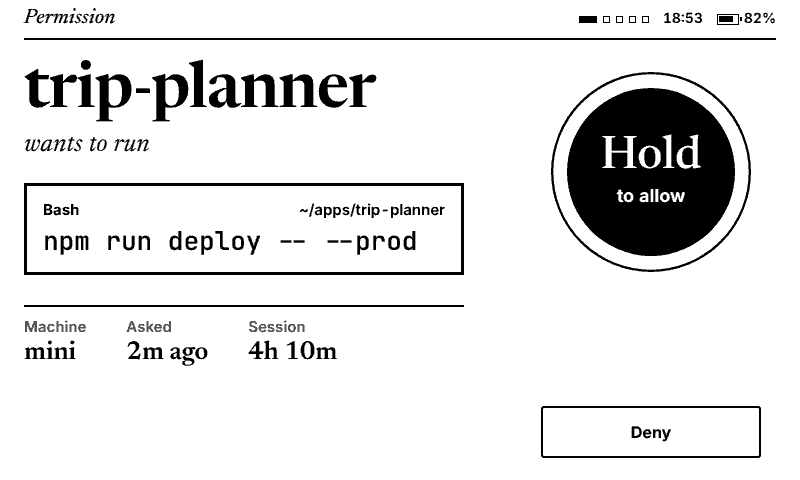 Permission
18:53 82%
trip-planner
wants to run
Bash ~/apps/trip-planner
npm run deploy -- --prod
Hold
to allow
Machine Asked Session
mini 2m ago 4h 10m
Deny